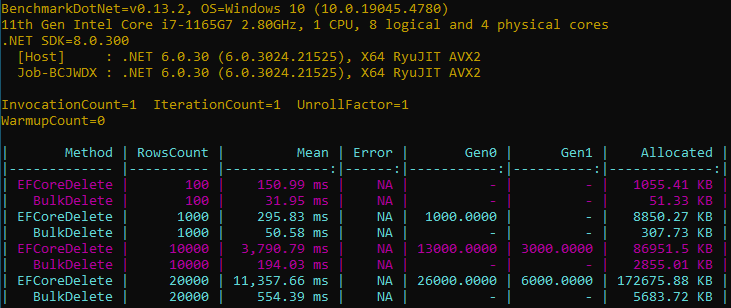 BenchmarkDotNet=v0.13.2, OS=Windows 10 (10.0.19045.4780)
11th Gen Intel Core i7-1165G7 2.80GHz, 1 CPU, 8 logical and 4 physical cores
.NET SDK=8.0.300
  [Host]     : .NET 6.0.30 (6.0.3024.21525), X64 RyuJIT AVX2
  Job-BCJWDX : .NET 6.0.30 (6.0.3024.21525), X64 RyuJIT AVX2
InvocationCount=1  IterationCount=1  UnrollFactor=1
WarmupCount=0
|       Method | RowsCount |         Mean | Error |       Gen0 |      Gen1 |    Allocated |
|------------- |---------- |-------------:|------:|-----------:|----------:|-------------:|
| EFCoreDelete |       100 |    150.99 ms |    NA |          - |         - |   1055.41 KB |
|   BulkDelete |       100 |     31.95 ms |    NA |          - |         - |     51.33 KB |
| EFCoreDelete |      1000 |    295.83 ms |    NA |  1000.0000 |         - |   8850.27 KB |
|   BulkDelete |      1000 |     50.58 ms |    NA |          - |         - |    307.73 KB |
| EFCoreDelete |     10000 |  3,790.79 ms |    NA | 13000.0000 | 3000.0000 |   86951.5 KB |
|   BulkDelete |     10000 |    194.03 ms |    NA |          - |         - |   2855.01 KB |
| EFCoreDelete |     20000 | 11,357.66 ms |    NA | 26000.0000 | 6000.0000 | 172675.88 KB |
|   BulkDelete |     20000 |    554.39 ms |    NA |          - |         - |   5683.72 KB |